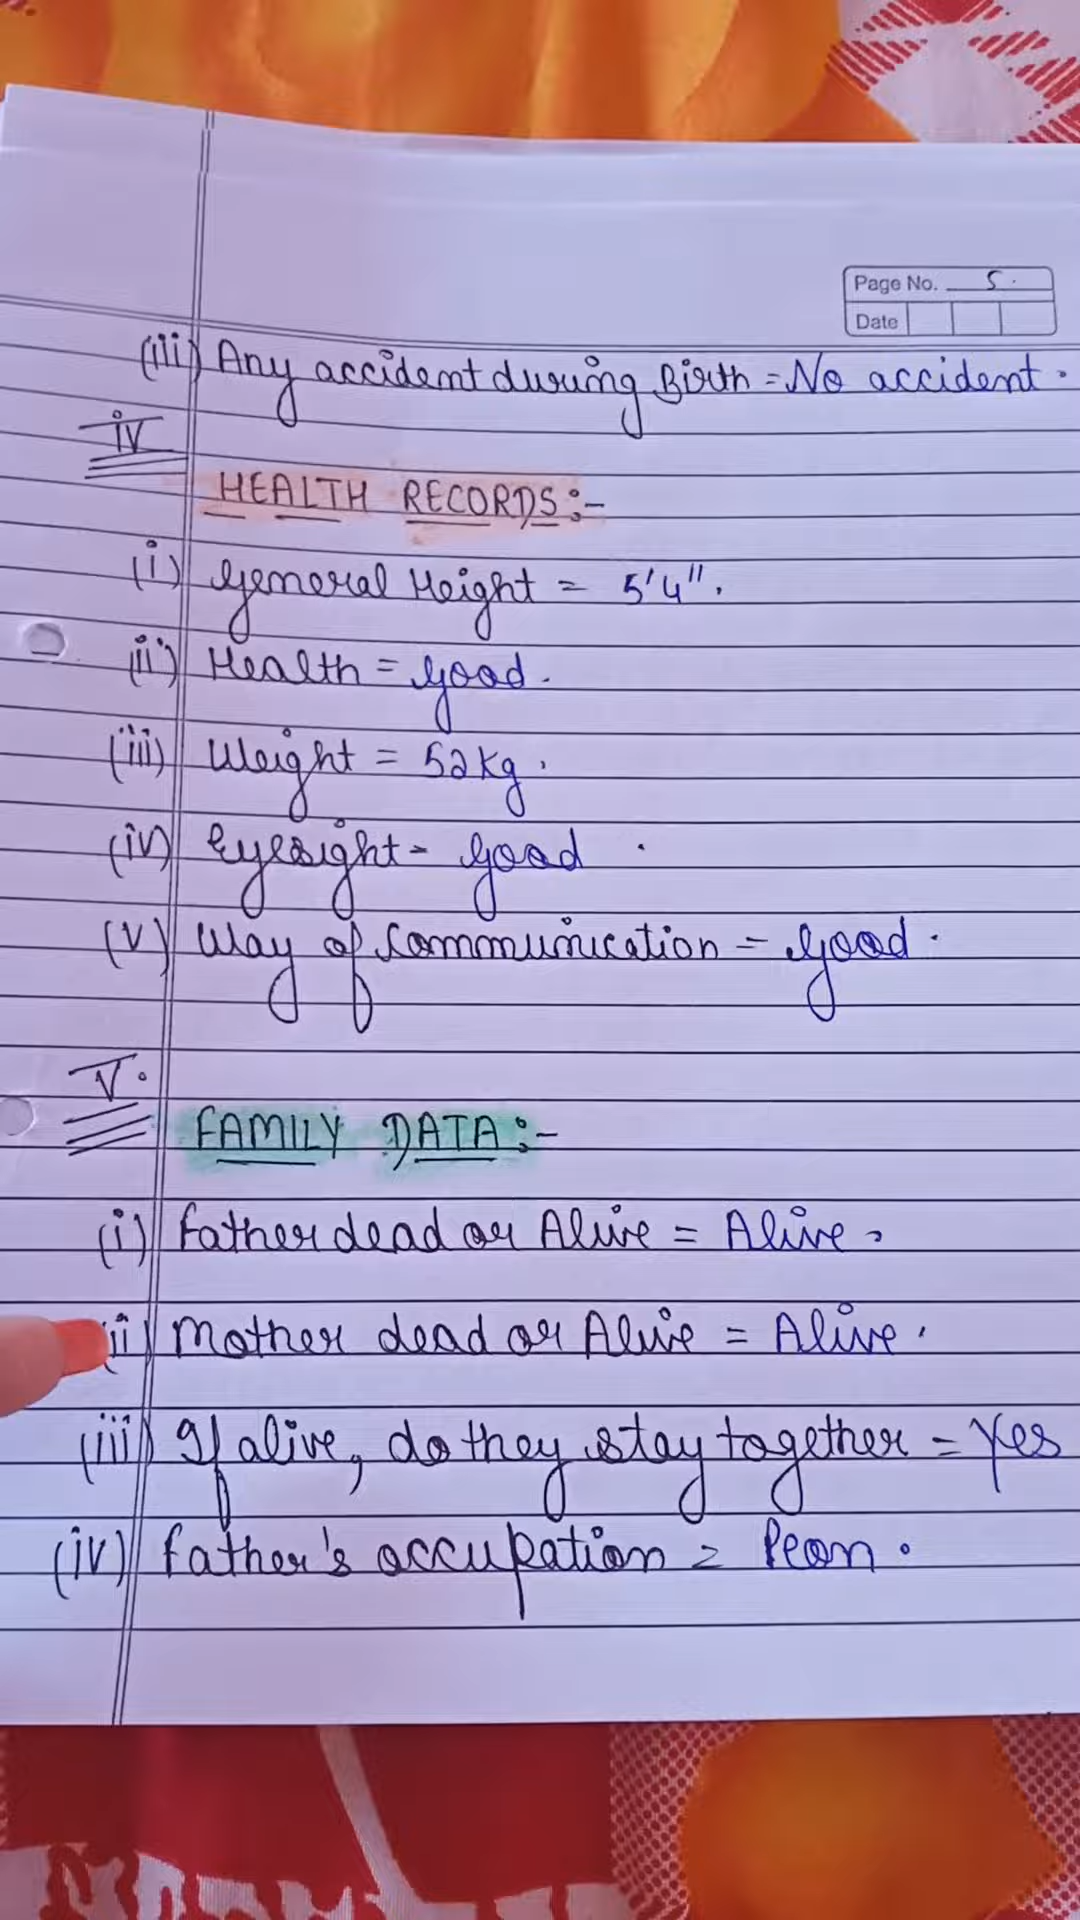 Page No. 5.
Date
(iii) Any accident during Birth = No accident.
iv
HEALTH RECORDS:-
(i) General Height = 5'4".
(ii) Health = Good.
(iii) Weight = 52kg.
(iv) Eyesight - Good.
(v) Way of Communication = Good.
V.
FAMILY DATA:-
(i) Father dead or Alive = Alive.
(ii) Mother dead or Alive = Alive.
(iii) If alive, do they stay together = Yes
(iv) Father's occupation = Peon.